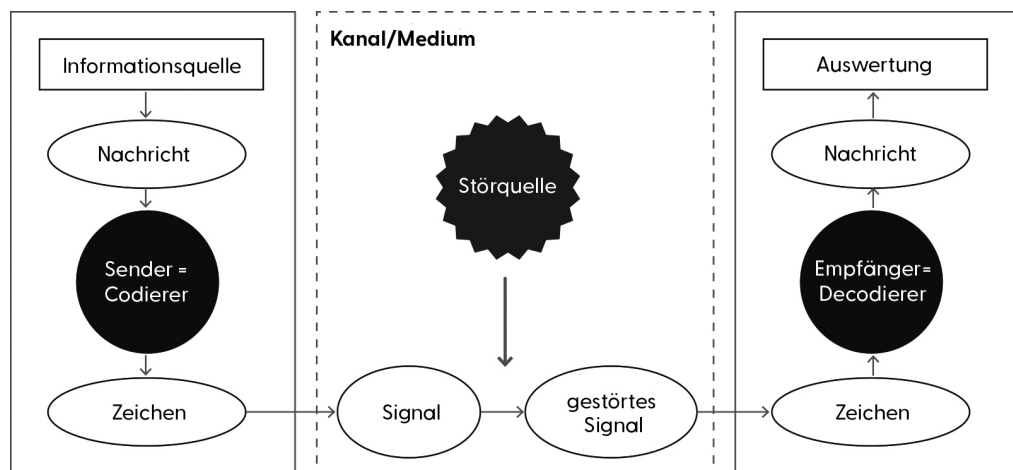 Informationsquelle
Nachricht
Sender =
Codierer
Zeichen
Kanal/Medium
Störquelle
Signal
gestörtes
Signal
Auswertung
Nachricht
Empfänger=
Decodierer
Zeichen